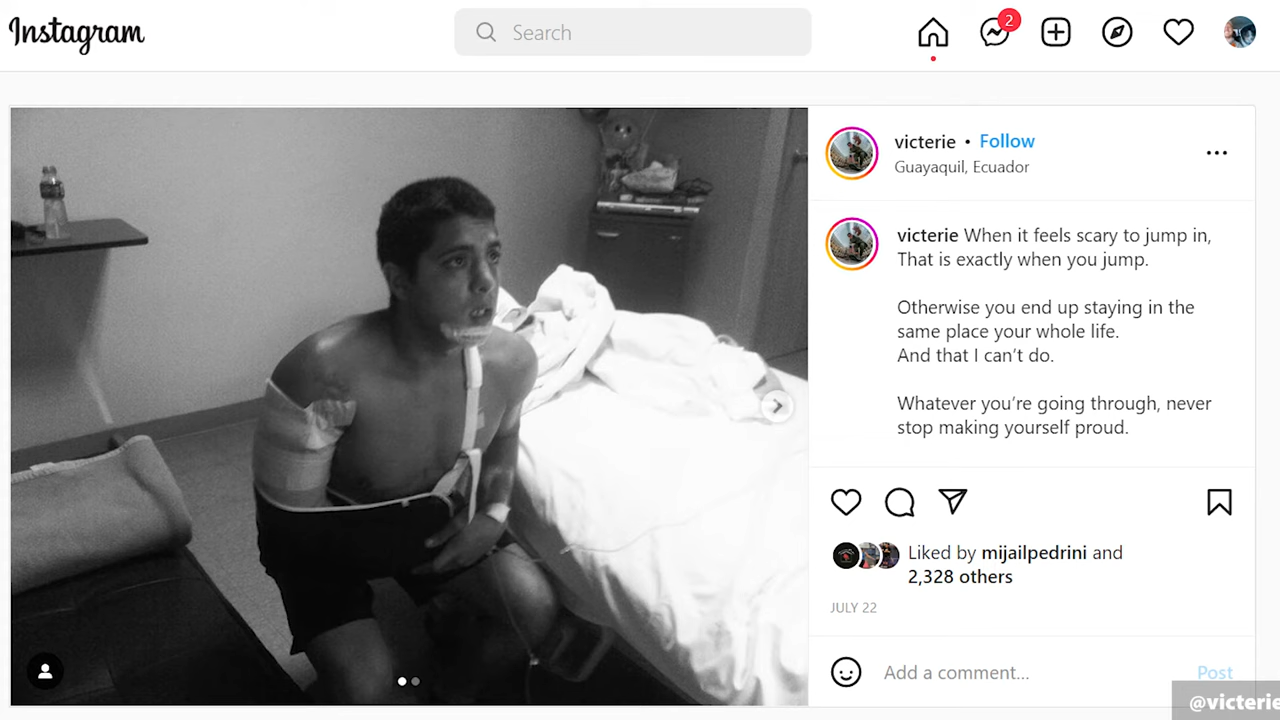 Instagram
Search
2
victerie • Follow
Guayaquil, Ecuador
victerie When it feels scary to jump in,
That is exactly when you jump.
Otherwise you end up staying in the
same place your whole life.
And that I can’t do.
Whatever you’re going through, never
stop making yourself proud.
Liked by mijailpedrini and
2,328 others
JULY 22
Add a comment...
Post
@victerie